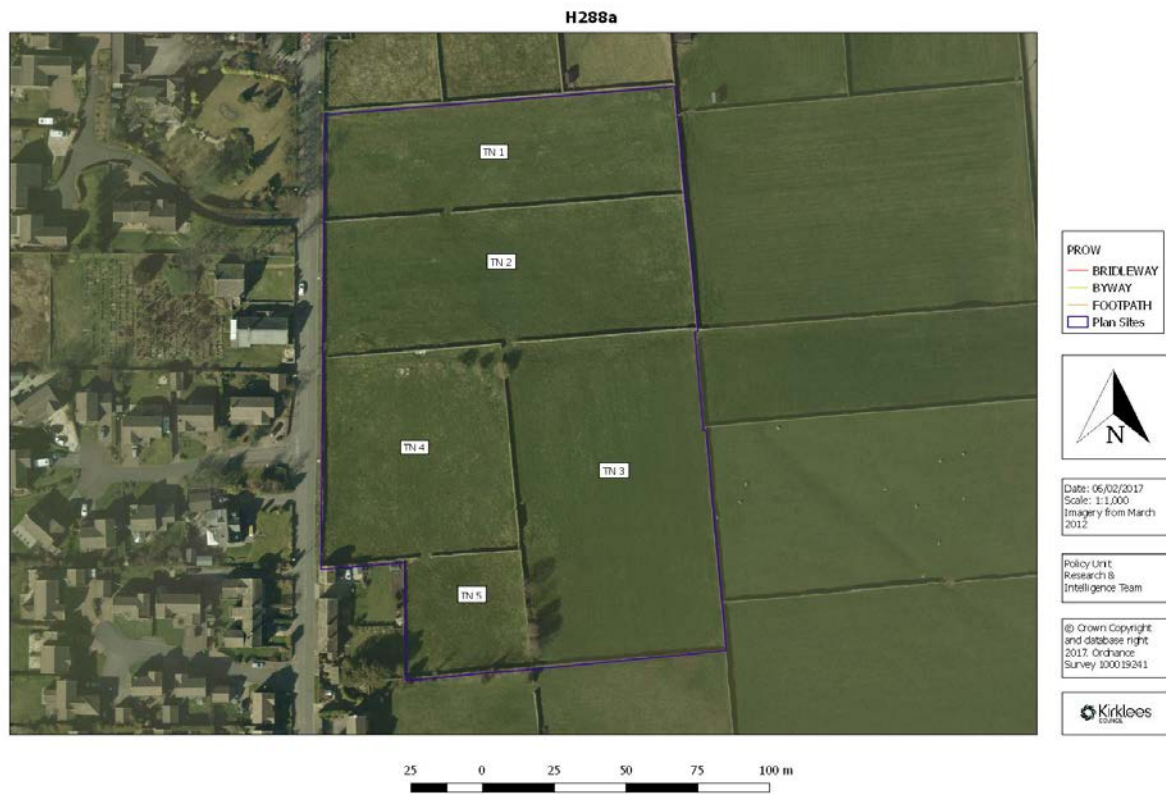 H288a
TN 1
TN 2
TN 4
TN 3
TN 5
PROW
BRIDLEWAY
BYWAY
FOOTPATH
Plan Sites
N
Date: 06/02/2017
Scale: 1:1,000
Imagery from March
2012
Policy Unit
Research &
Intelligence Team
© Crown Copyright
and database right
2017. Ordnance
Survey 100019241
Kirklees
COUNCIL
25 0 25 50 75 100 m